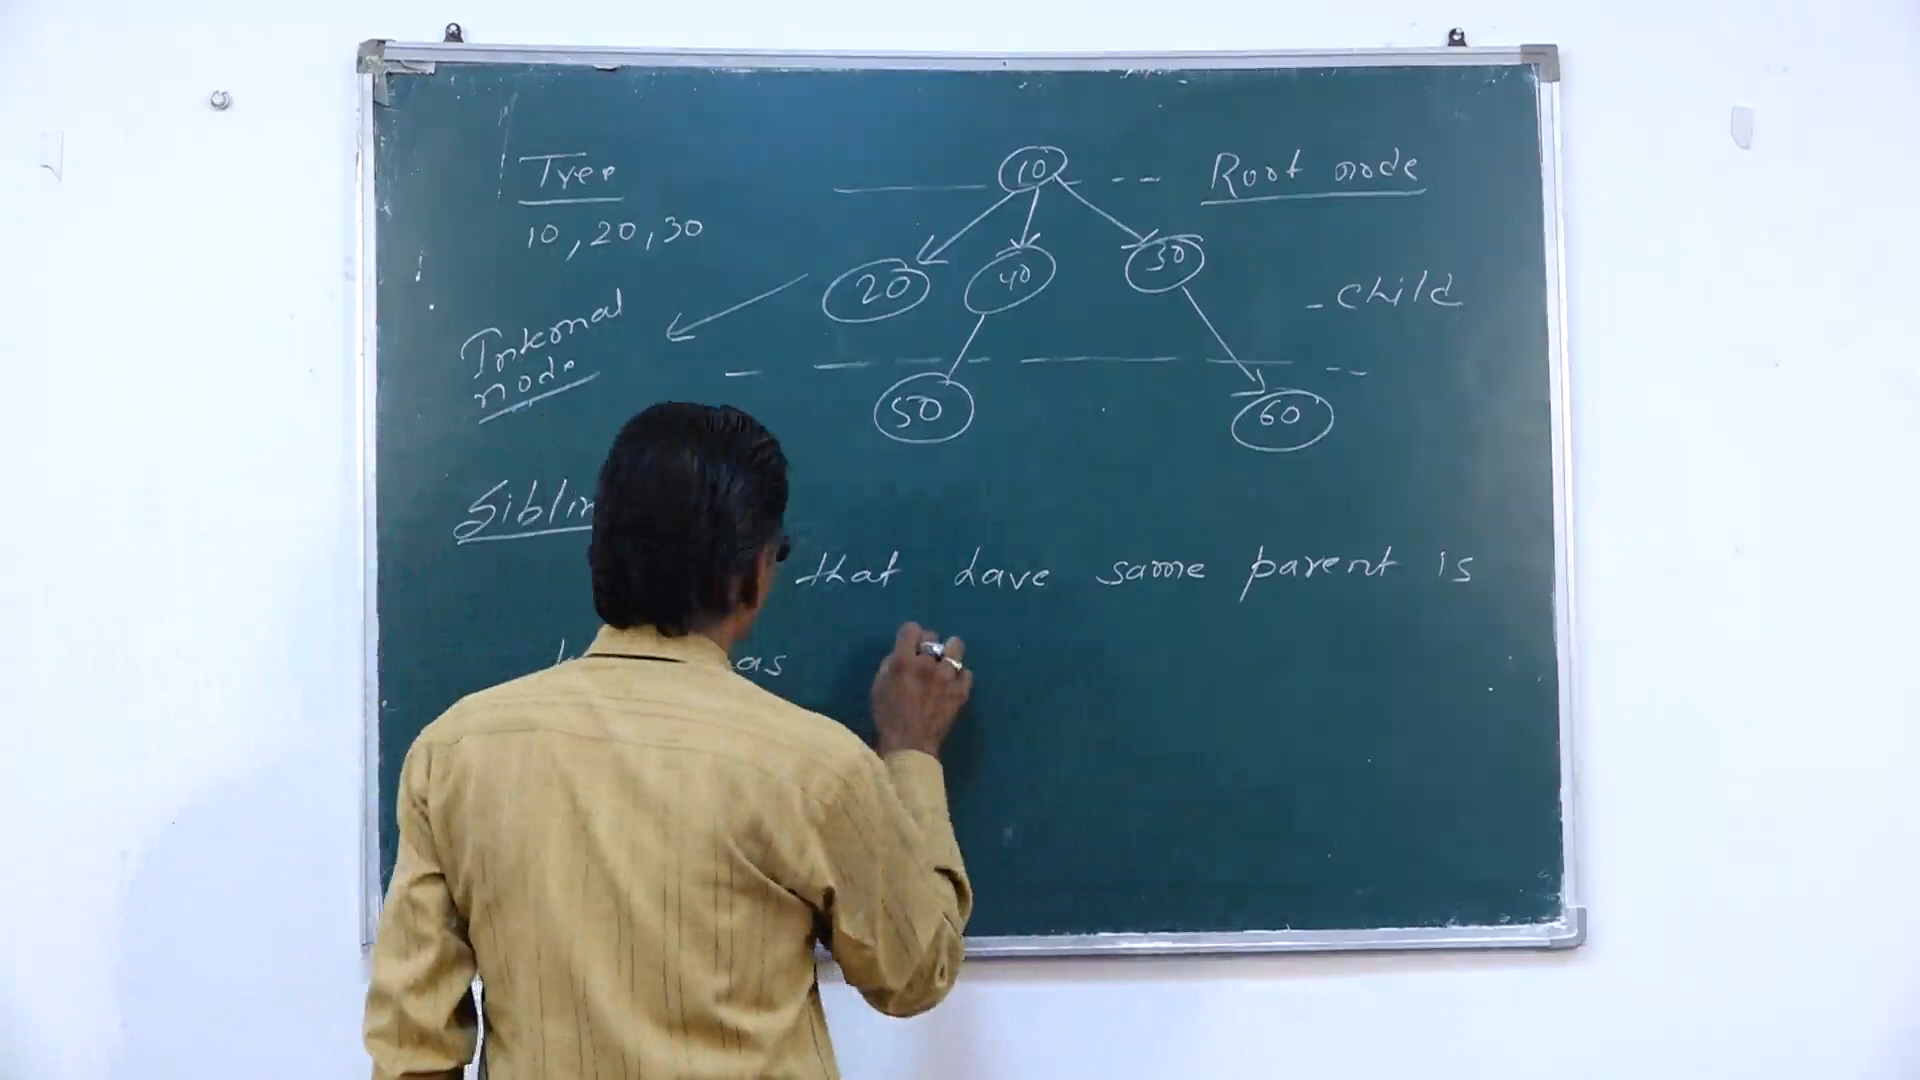 Tree
10, 20, 30
10 -- Root node
20 40 30
- Child
Internal
node
50 60
that have same parent is
as